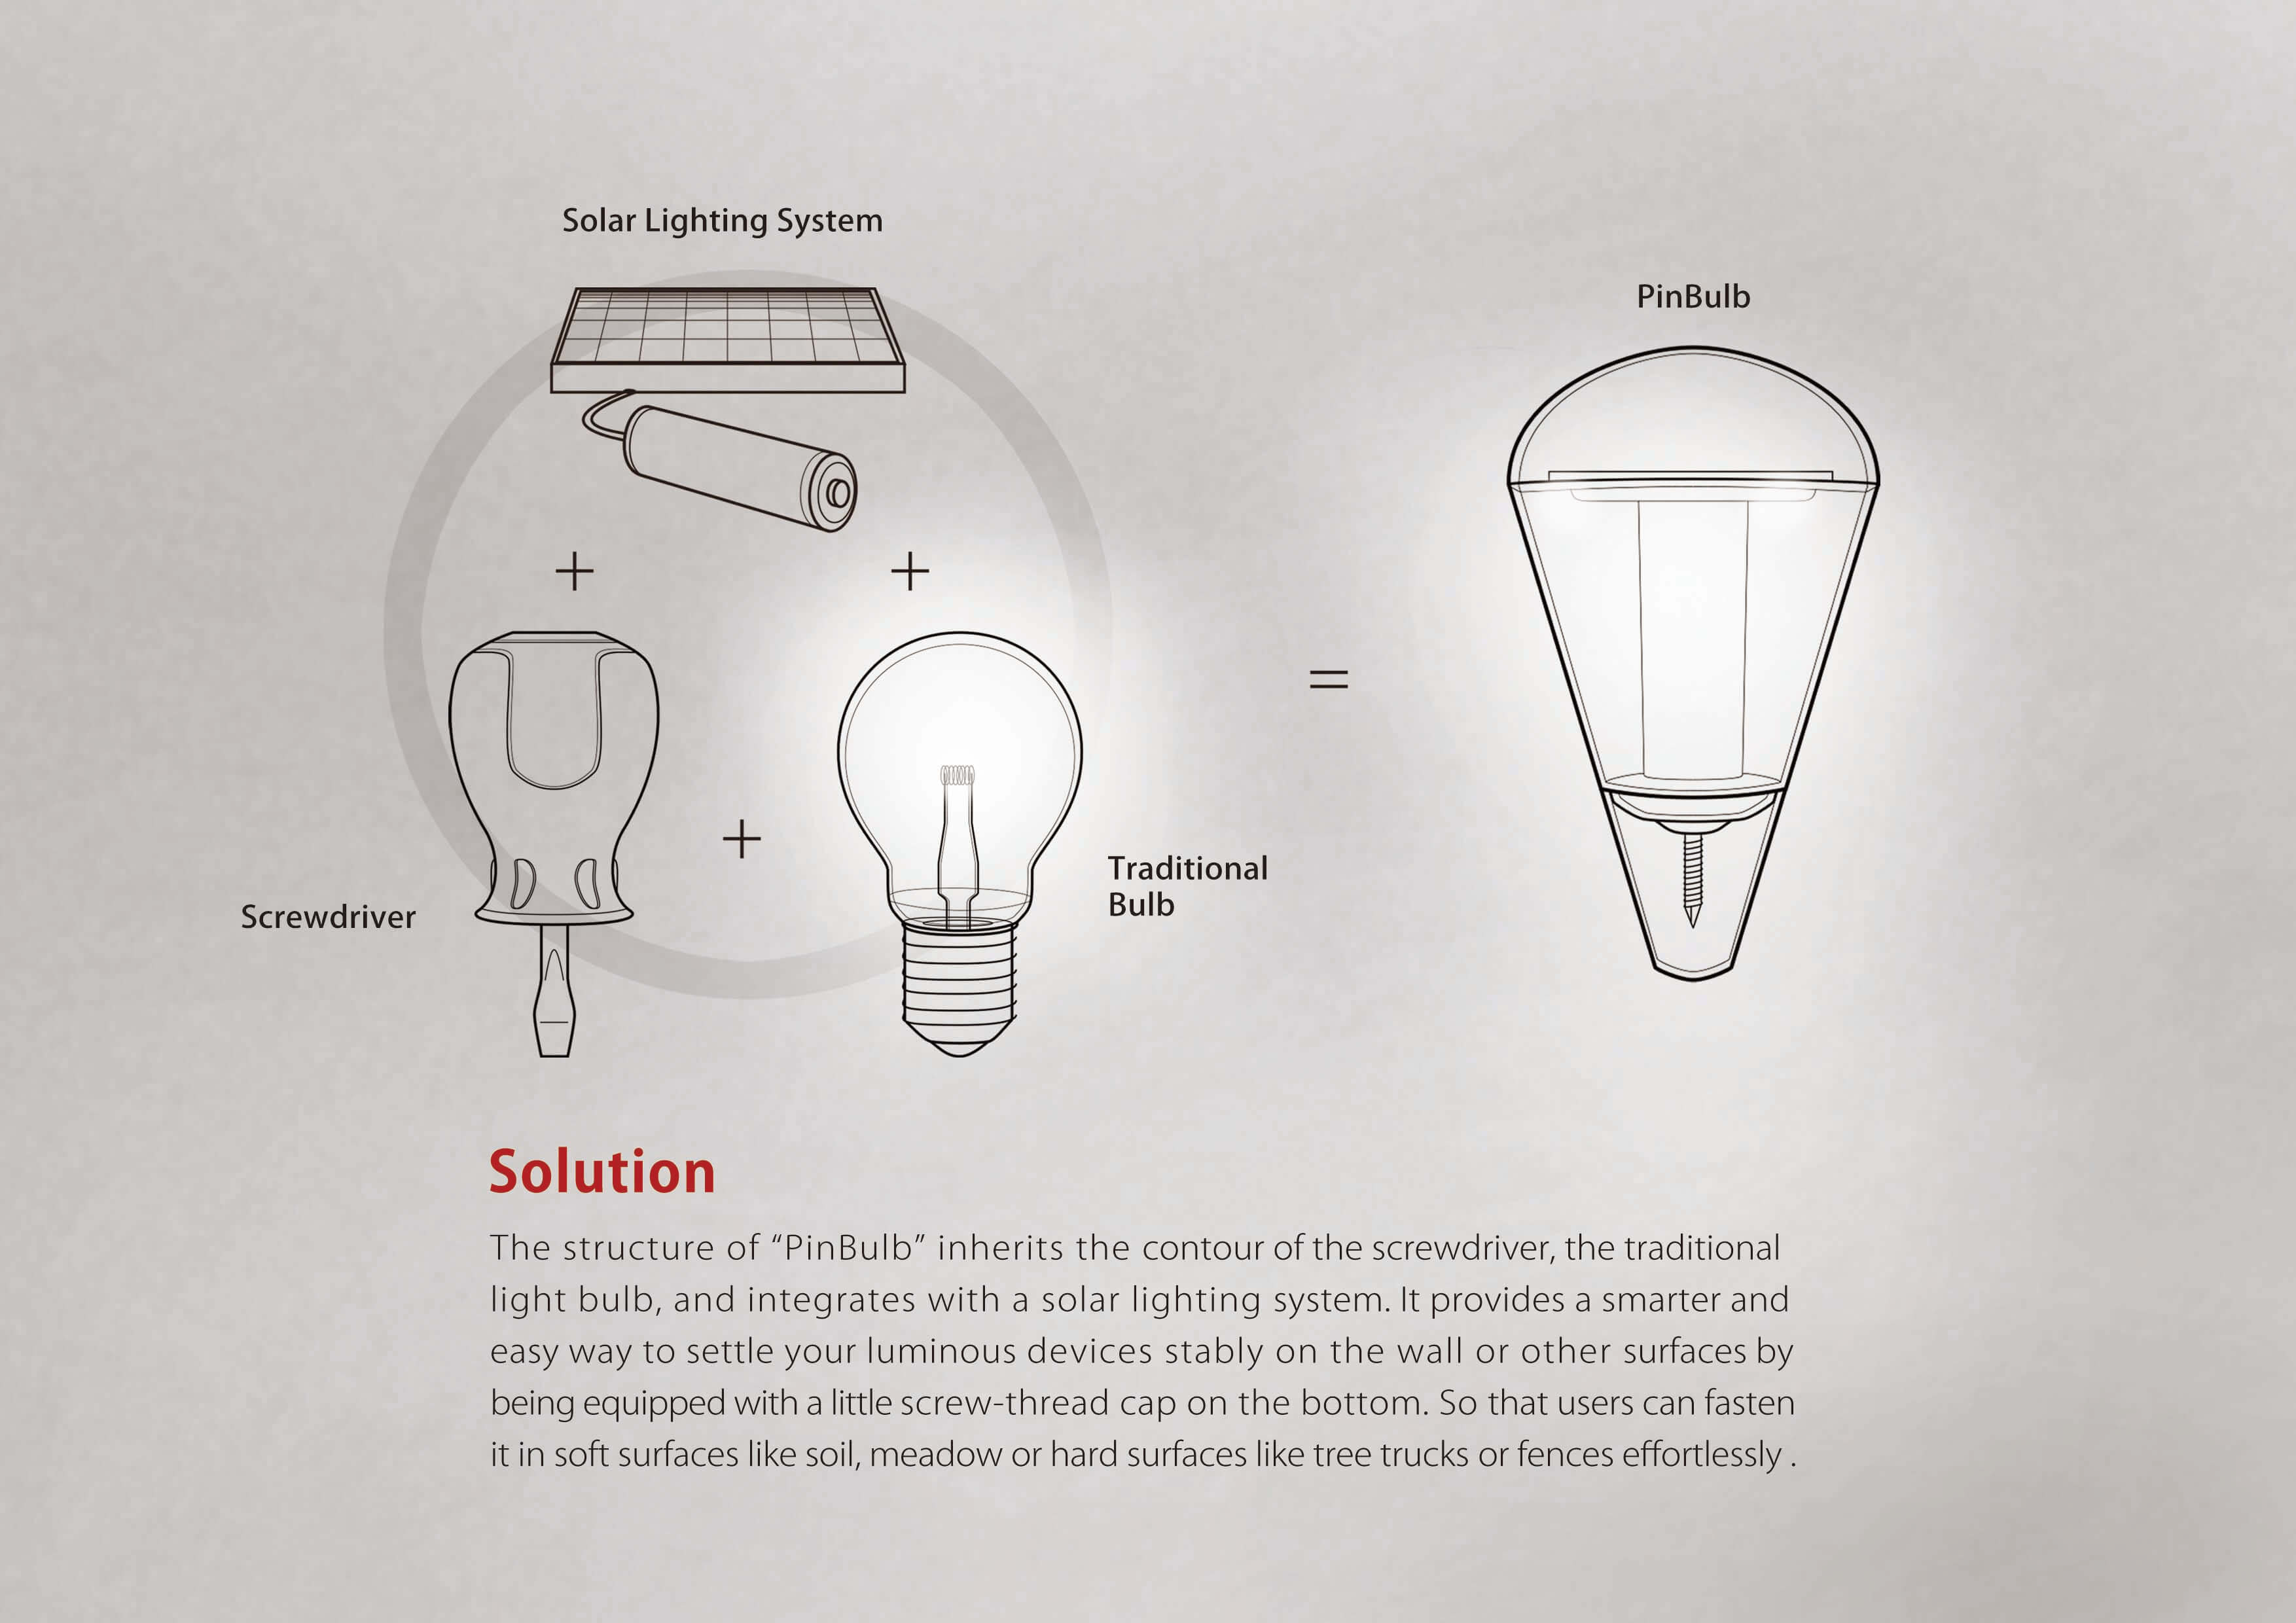 Solar Lighting System
PinBulb
+ +
=
+
Traditional
Bulb
Screwdriver
Solution
The structure of “PinBulb” inherits the contour of the screwdriver, the traditional
light bulb, and integrates with a solar lighting system. It provides a smarter and
easy way to settle your luminous devices stably on the wall or other surfaces by
being equipped with a little screw-thread cap on the bottom. So that users can fasten
it in soft surfaces like soil, meadow or hard surfaces like tree trucks or fences effortlessly .